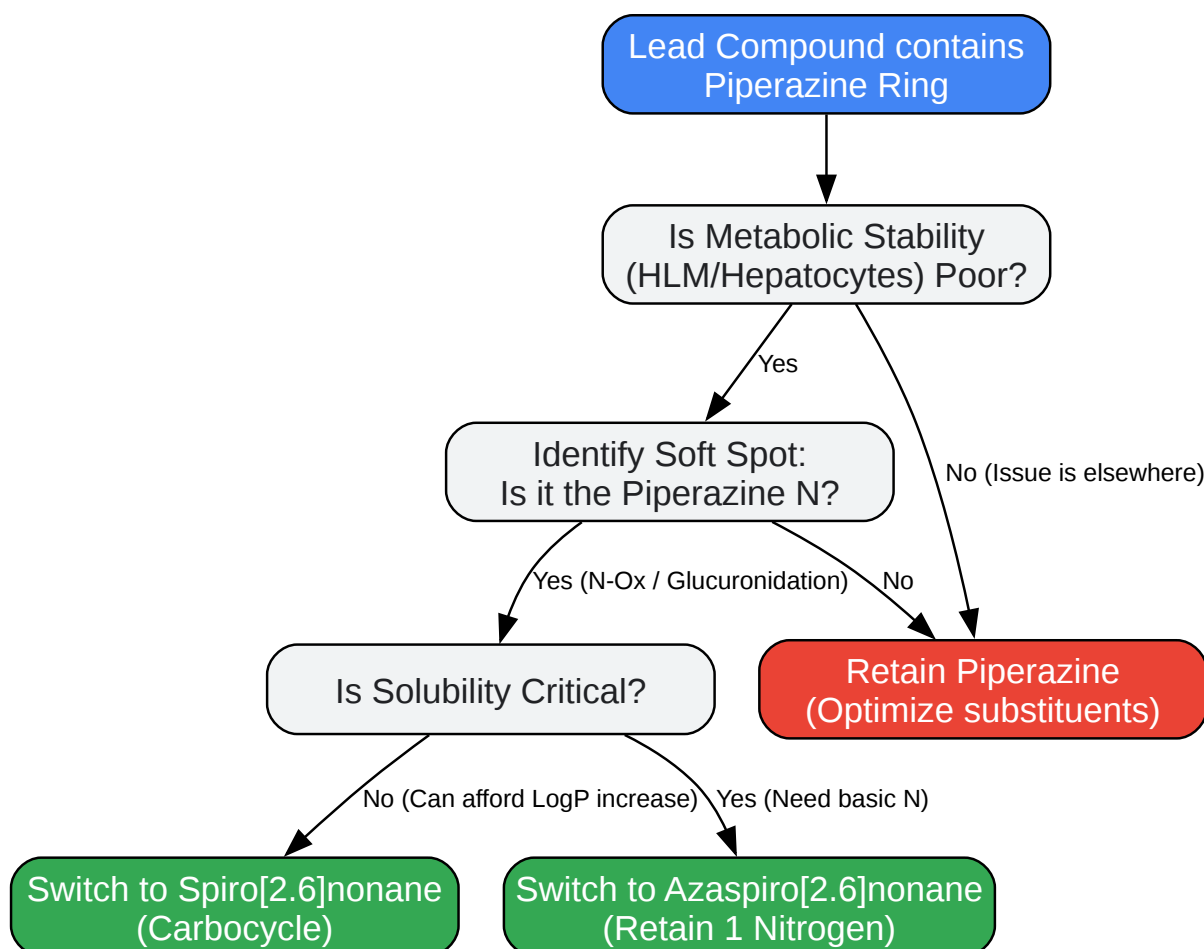 Lead Compound contains
Piperazine Ring
Is Metabolic Stability
(HLM/Hepatocytes) Poor?
Yes
No (Issue is elsewhere)
Identify Soft Spot:
Is it the Piperazine N?
Yes (N-Ox / Glucuronidation)
No
Is Solubility Critical?
Retain Piperazine
(Optimize substituents)
No (Can afford LogP increase)
Yes (Need basic N)
Switch to Spiro[2.6]nonane
(Carbocycle)
Switch to Azaspiro[2.6]nonane
(Retain 1 Nitrogen)